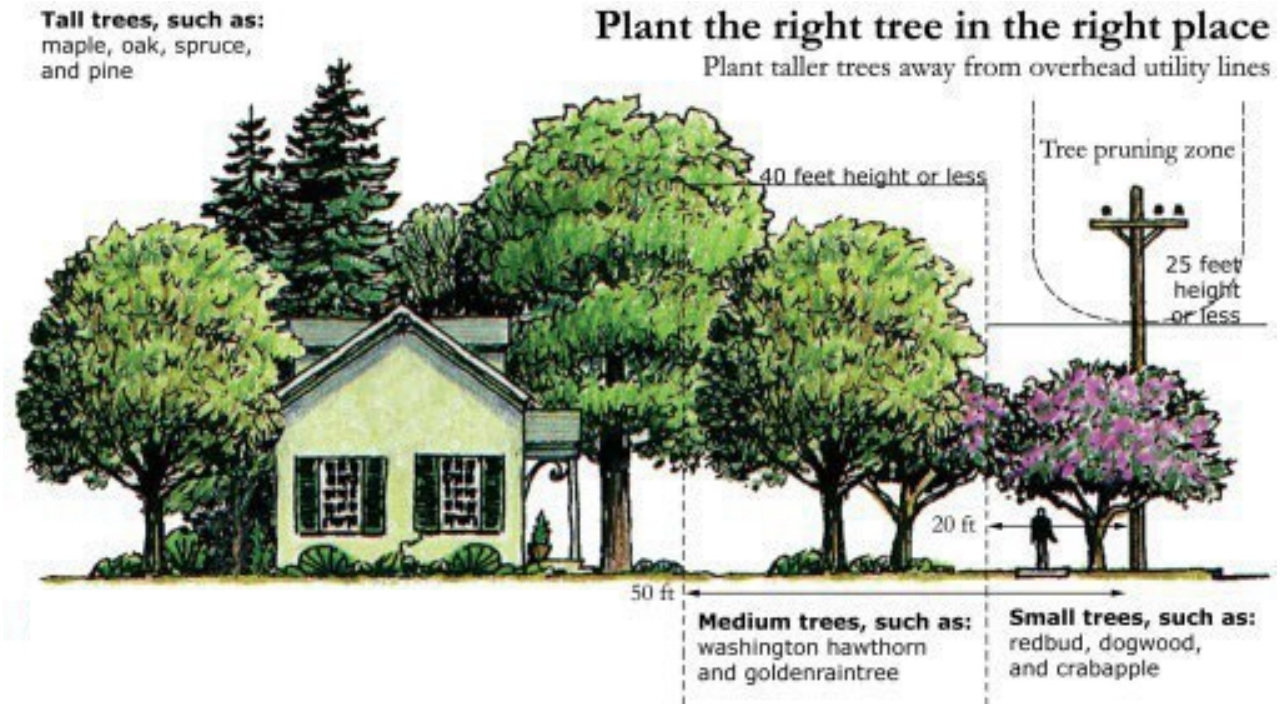 Tall trees, such as:
maple, oak, spruce,
and pine
Plant the right tree in the right place
Plant taller trees away from overhead utility lines
Tree pruning zone
40 feet height or less
25 feet
height
or less
20 ft
50 ft
Medium trees, such as:
washington hawthorn
and goldenraintree
Small trees, such as:
redbud, dogwood,
and crabapple